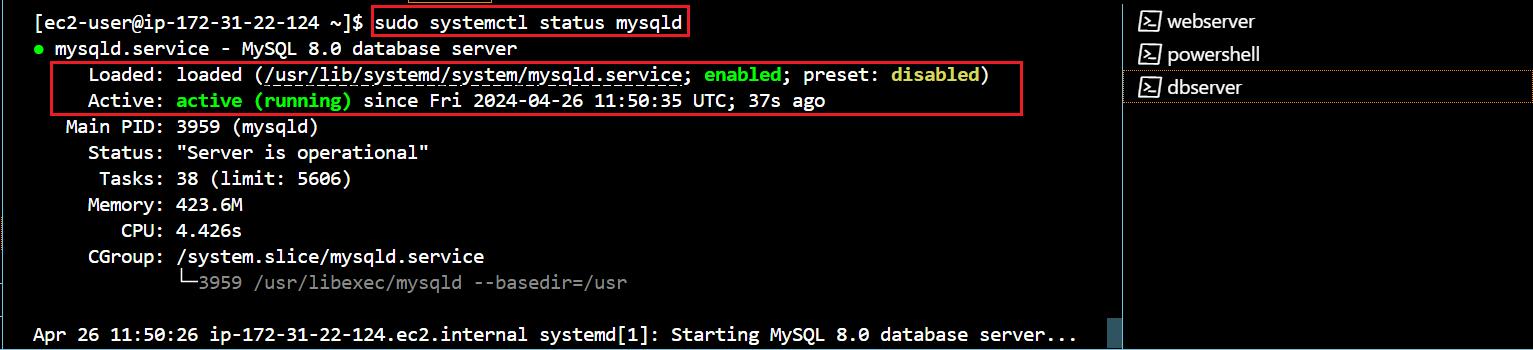 [ec2-user@ip-172-31-22-124 ~]$ sudo systemctl status mysqld
● mysqld.service - MySQL 8.0 database server
Loaded: loaded (/usr/lib/systemd/system/mysqld.service; enabled; preset: disabled)
Active: active (running) since Fri 2024-04-26 11:50:35 UTC; 37s ago
Main PID: 3959 (mysqld)
Status: "Server is operational"
Tasks: 38 (limit: 5606)
Memory: 423.6M
CPU: 4.426s
CGroup: /system.slice/mysqld.service
└─3959 /usr/libexec/mysqld --basedir=/usr
Apr 26 11:50:26 ip-172-31-22-124.ec2.internal systemd[1]: Starting MySQL 8.0 database server...
webserver
powershell
dbserver